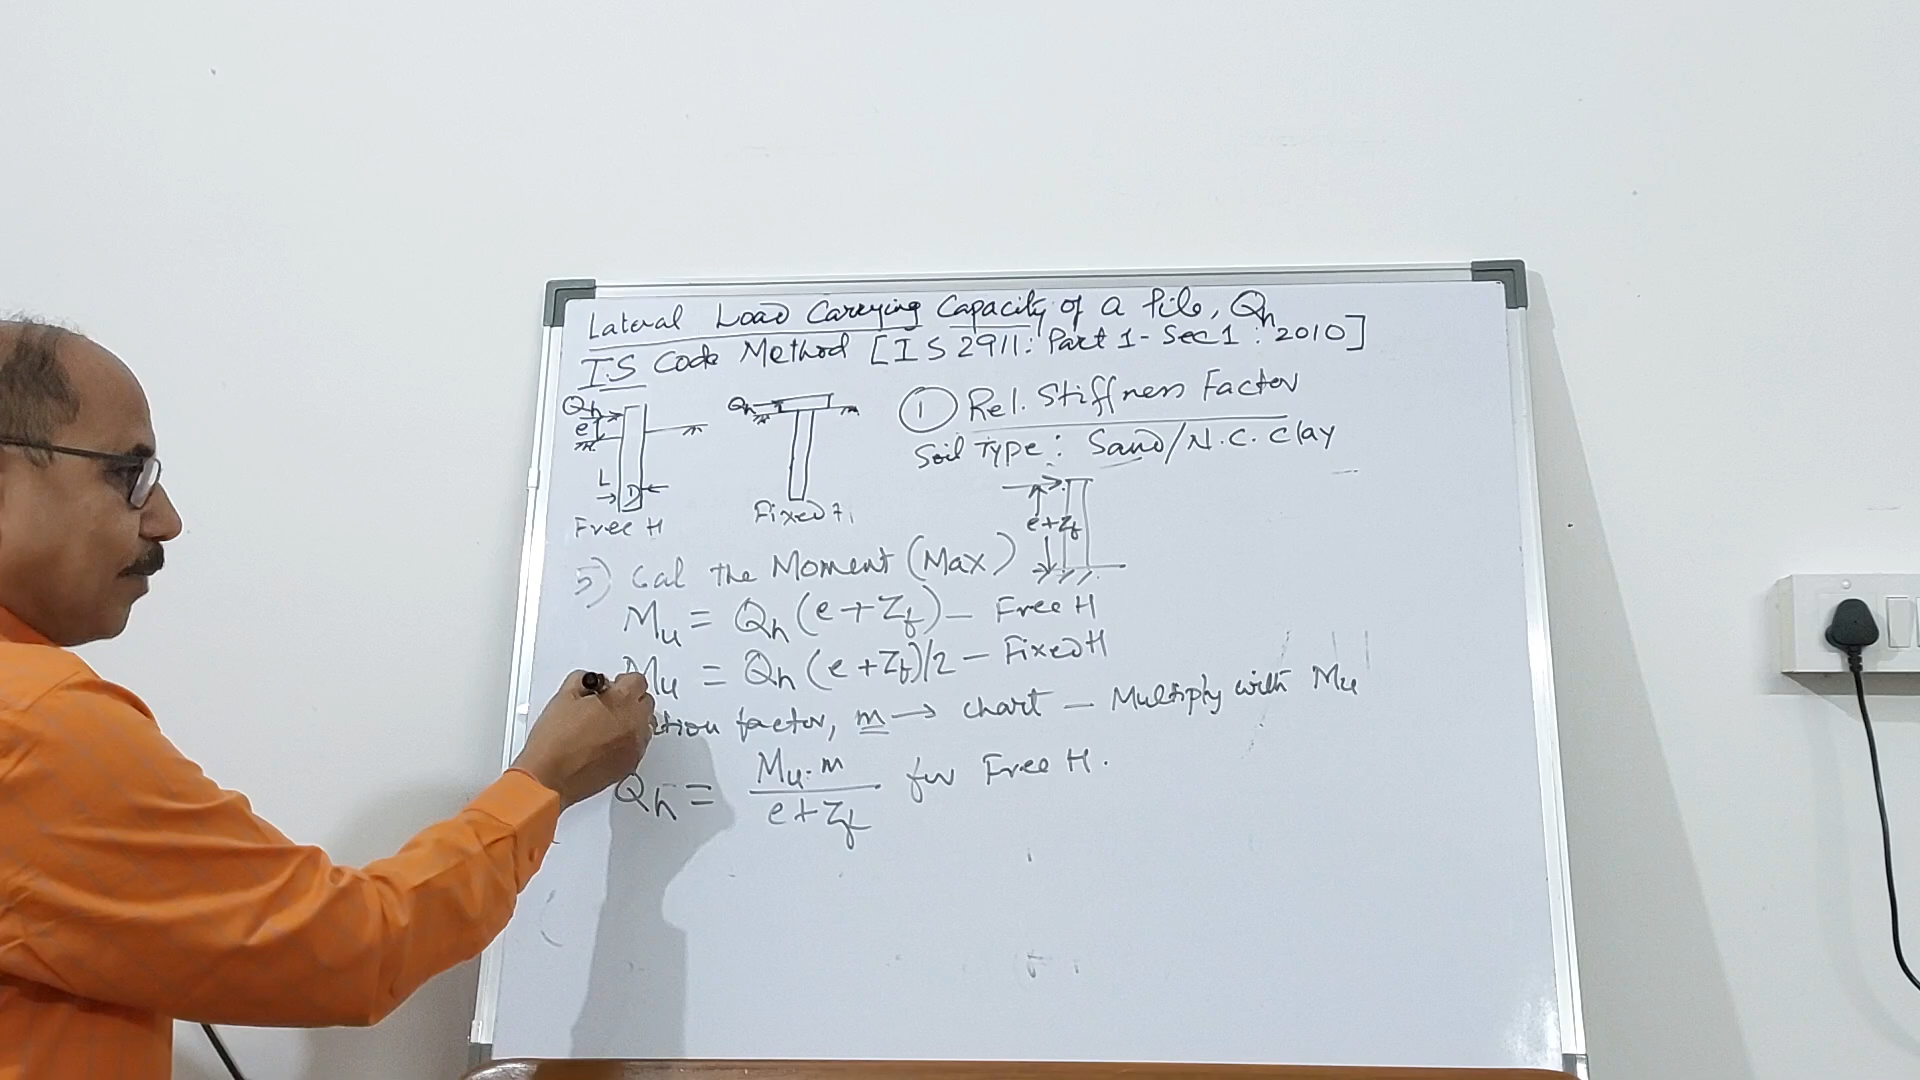 Lateral Load Carrying Capacity of a Pile, Qh
IS Code Method [IS 2911: Part 1 - Sec 1 : 2010]
Qh
e
L
D
Free H
Qh
Fixed H
① Rel. Stiffness Factor
Soil Type: Sand/N.C. Clay
e+Zf
5) Cal the Moment (Max)
Mu = Qh (e + Zf) — Free H
Mu = Qh (e + Zf)/2 — Fixed H
factor, m → chart — Multiply with Mu
Qh = Mu.m / e+Zf for Free H.